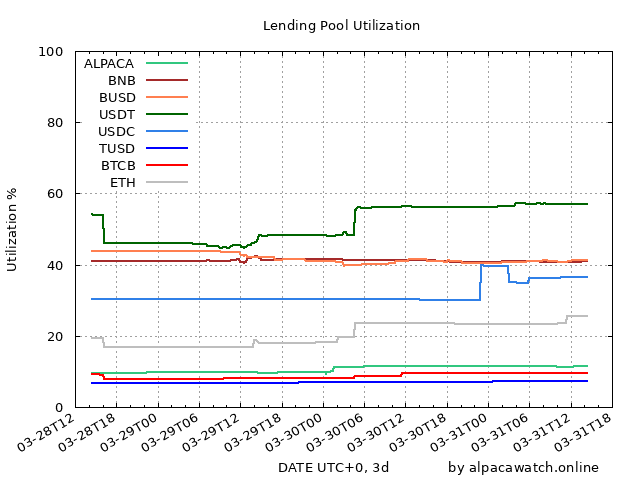 Lending Pool Utilization
100
80
60
40
20
0
Utilization %
ALPACA
BNB
BUSD
USDT
USDC
TUSD
BTCB
ETH
03-28T12
03-28T18
03-29T00
03-29T06
03-29T12
03-29T18
03-30T00
03-30T06
03-30T12
03-30T18
03-31T00
03-31T06
03-31T12
03-31T18
DATE UTC+0, 3d
by alpacawatch.online